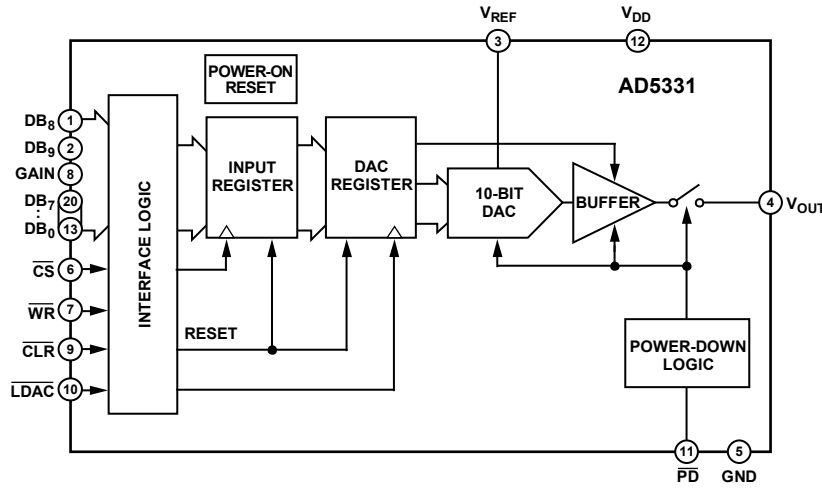 VREF
VDD
3
12
POWER-ON
RESET
AD5331
DB8 1
DB9 2
GAIN 8
DB7 20
:
DB0 13
CS 6
WR 7
CLR 9
LDAC 10
INTERFACE LOGIC
INPUT
REGISTER
DAC
REGISTER
10-BIT
DAC
BUFFER
4 VOUT
RESET
POWER-DOWN
LOGIC
11
5
PD
GND